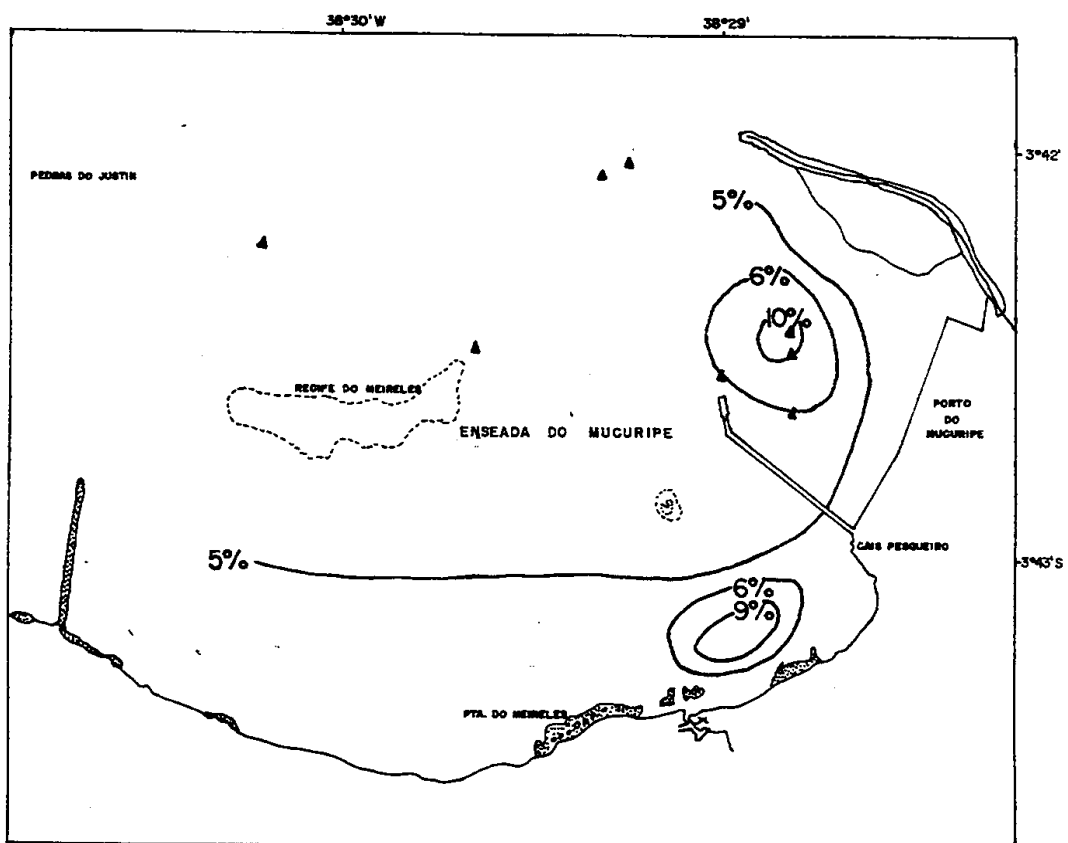 38°30' W
38°29'
3°42'
PEDRAS DO JUSTIN
5%
6%
10%
RECIFE DO MEIRELES
ENSEADA DO MUCURIPE
PORTO
DO
MUCURIPE
CAIS PESQUEIRO
3°43' S
5%
6%
9%
PTA. DO MEIRELES